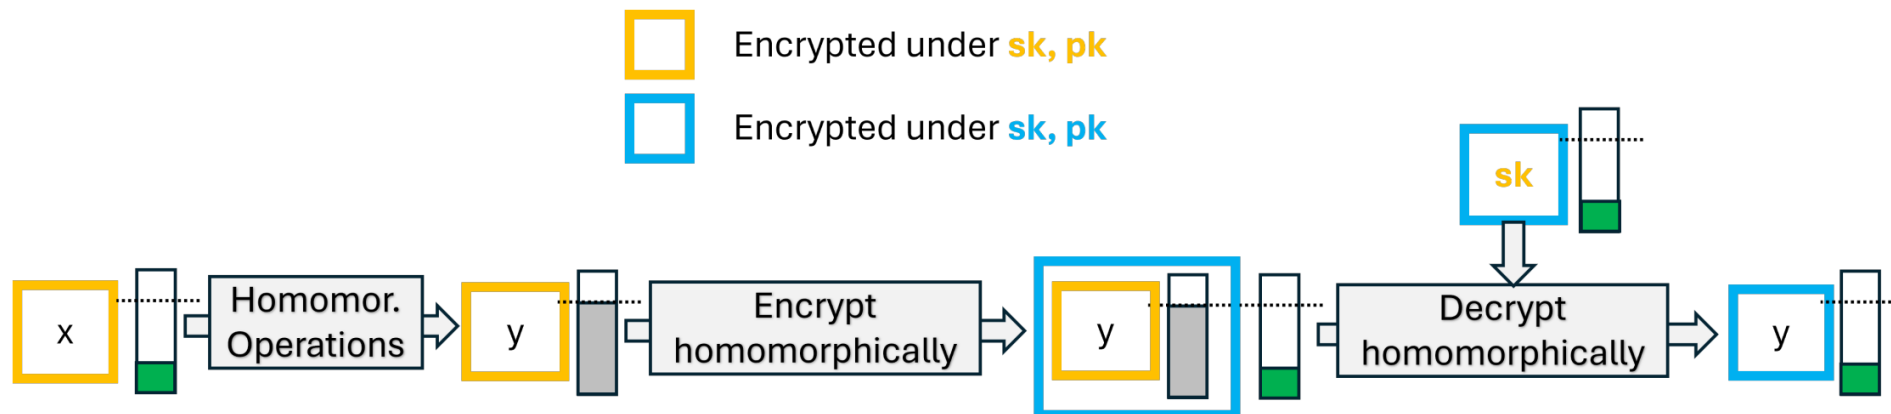 Encrypted under sk, pk
Encrypted under sk, pk
sk
x
Homomor.
Operations
y
Encrypt
homomorphically
y
Decrypt
homomorphically
y